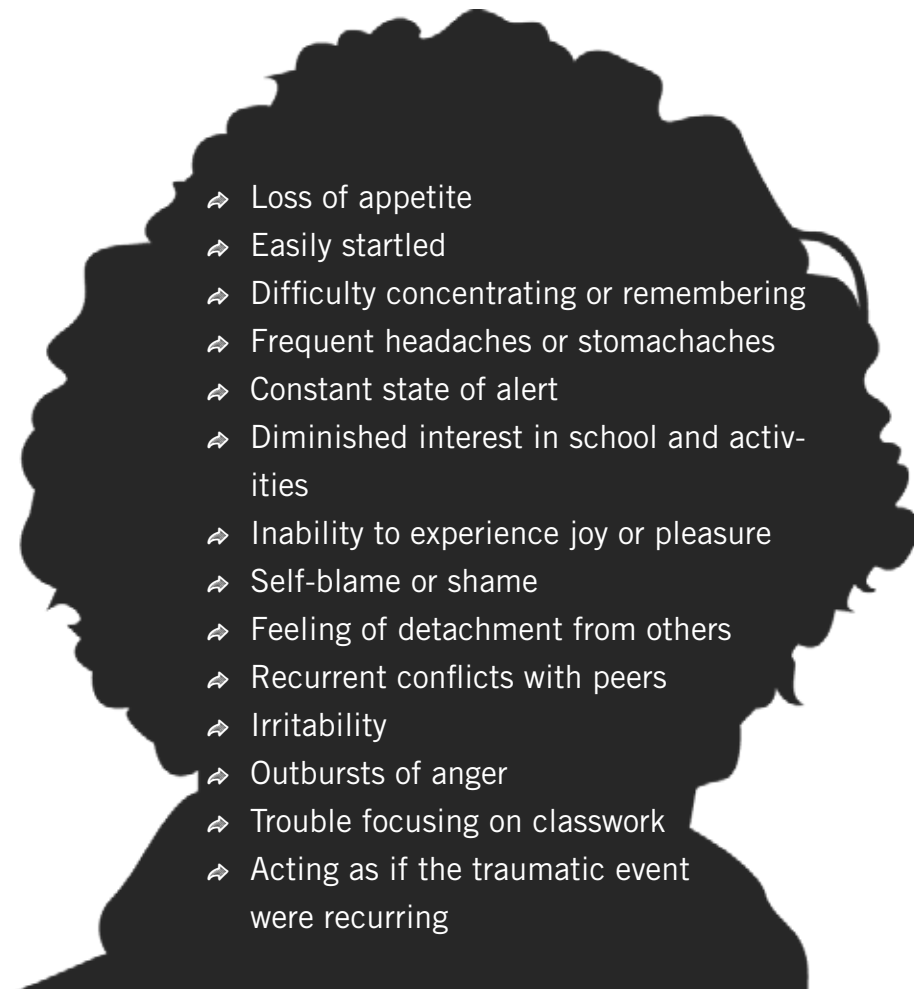 Loss of appetite
Easily startled
Difficulty concentrating or remembering
Frequent headaches or stomachaches
Constant state of alert
Diminished interest in school and activ-
ities
Inability to experience joy or pleasure
Self-blame or shame
Feeling of detachment from others
Recurrent conflicts with peers
Irritability
Outbursts of anger
Trouble focusing on classwork
Acting as if the traumatic event
were recurring